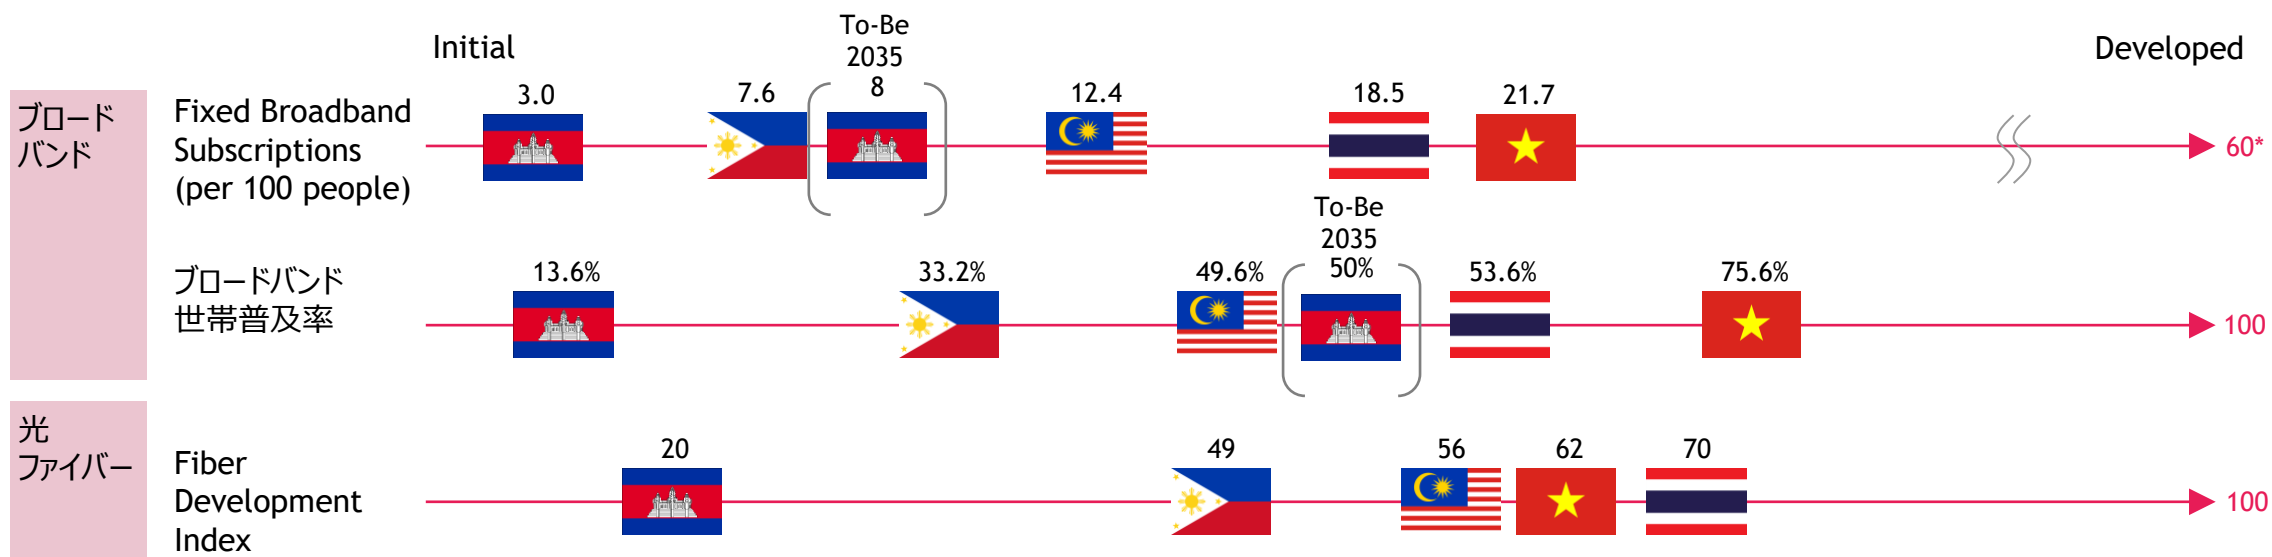 Initial
To-Be
2035
Developed
ブロード
バンド
Fixed Broadband
Subscriptions
(per 100 people)
3.0
7.6
8
12.4
18.5
21.7
60*
To-Be
2035
ブロードバンド
世帯普及率
13.6%
33.2%
49.6%
50%
53.6%
75.6%
100
光
ファイバー
Fiber
Development
Index
20
49
56
62
70
100